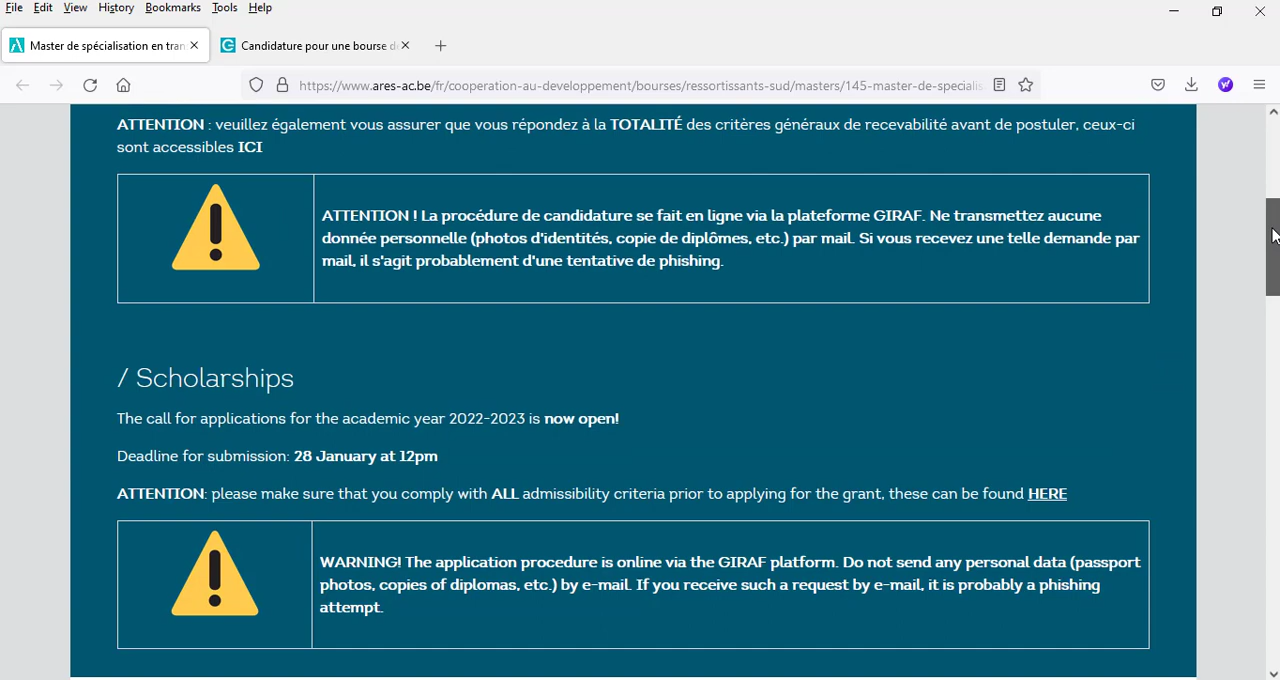 File Edit View History Bookmarks Tools Help
Master de spécialisation en tran
Candidature pour une bourse de
https://www.ares-ac.be/fr/cooperation-au-developpement/bourses/ressortissants-sud/masters/145-master-de-specialis
ATTENTION : veuillez également vous assurer que vous répondez à la TOTALITÉ des critères généraux de recevabilité avant de postuler, ceux-ci
sont accessibles ICI
ATTENTION ! La procédure de candidature se fait en ligne via la plateforme GIRAF. Ne transmettez aucune
donnée personnelle (photos d'identités, copie de diplômes, etc.) par mail. Si vous recevez une telle demande par
mail, il s'agit probablement d'une tentative de phishing.
/ Scholarships
The call for applications for the academic year 2022-2023 is now open!
Deadline for submission: 28 January at 12pm
ATTENTION: please make sure that you comply with ALL admissibility criteria prior to applying for the grant, these can be found HERE
WARNING! The application procedure is online via the GIRAF platform. Do not send any personal data (passport
photos, copies of diplomas, etc.) by e-mail. If you receive such a request by e-mail, it is probably a phishing
attempt.